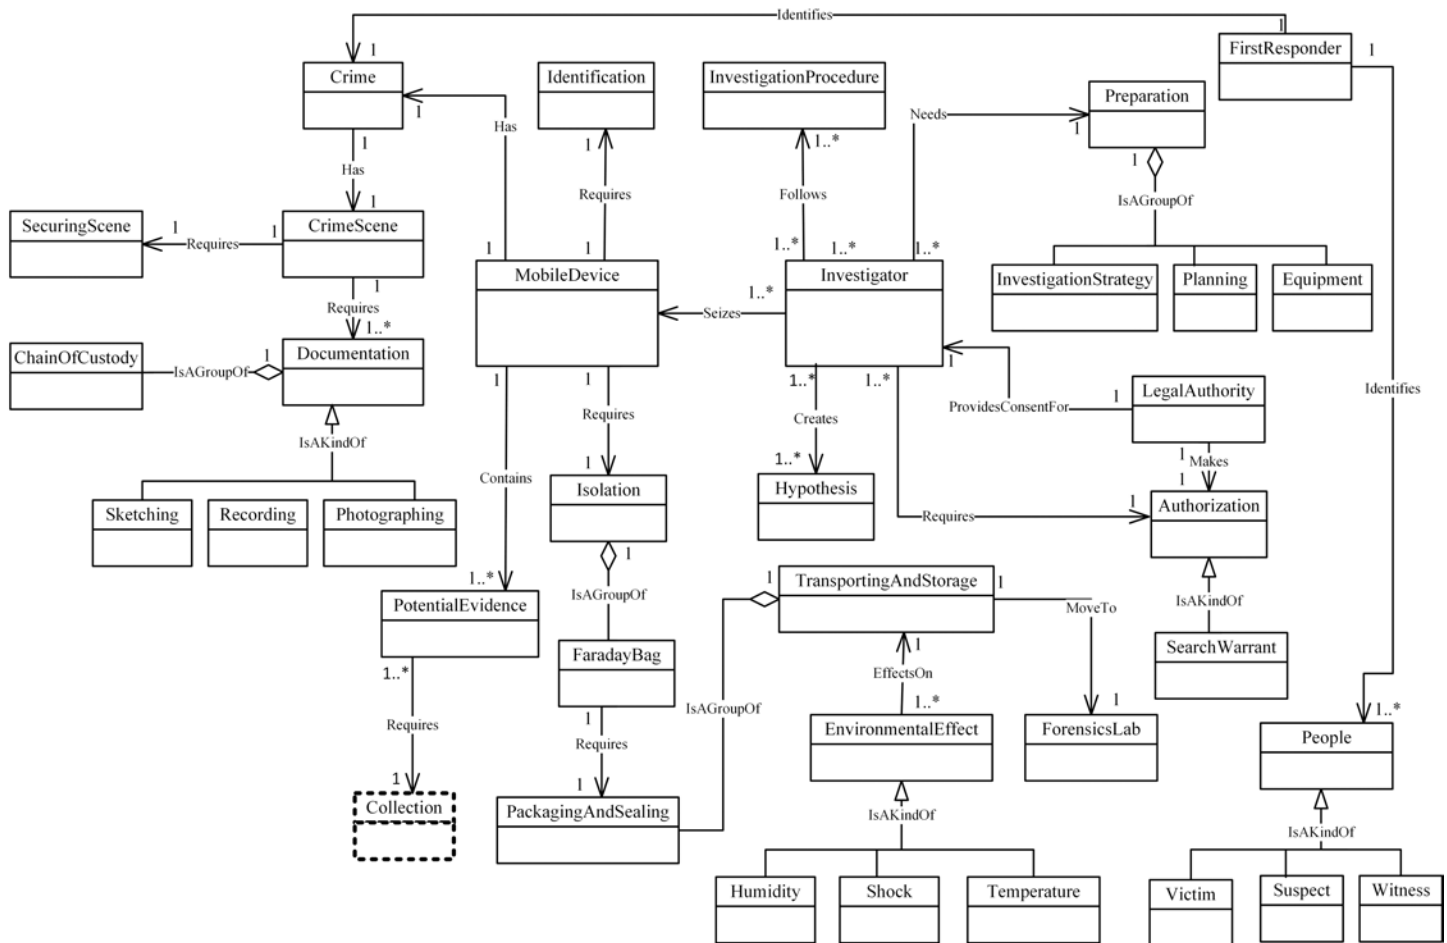 Identifies
1
1
FirstResponder
1
Crime
1
Identification
InvestigationProcedure
Preparation
1
Has
1
1..*
Needs
1
1
Has
Requires
Follows
1
IsAGroupOf
1
SecuringScene
1
Requires
1
CrimeScene
1
1
1
1..*
1..*
1..*
MobileDevice
Investigator
InvestigationStrategy
Planning
Equipment
Requires
1..*
Seizes
1..*
ChainOfCustody
IsAGroupOf
1
Documentation
1
1
1
1..*
1..*
LegalAuthority
Identifies
ProvidesConsentFor
1
Requires
Creates
IsAKindOf
1
Makes
1
Contains
1
1..*
Isolation
Hypothesis
Authorization
Sketching
Recording
Photographing
Requires
1
1
1..*
IsAGroupOf
1
TransportingAndStorage
1
PotentialEvidence
MoveTo
IsAKindOf
1..*
FaradayBag
1
SearchWarrant
EffectsOn
IsAGroupOf
1
1..*
1
1..*
Requires
Requires
EnvironmentalEffect
ForensicsLab
People
1
1
Collection
PackagingAndSealing
IsAKindOf
IsAKindOf
Humidity
Shock
Temperature
Victim
Suspect
Witness